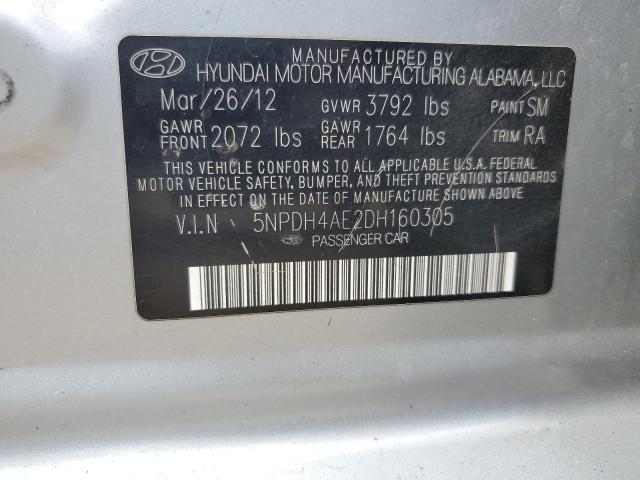 MANUFACTURED BY
HYUNDAI MOTOR MANUFACTURING ALABAMA, LLC
Mar/26/12 GVWR 3792 lbs PAINT SM
GAWR FRONT 2072 lbs GAWR REAR 1764 lbs TRIM RA
THIS VEHICLE CONFORMS TO ALL APPLICABLE U.S.A. FEDERAL
MOTOR VEHICLE SAFETY, BUMPER, AND THEFT PREVENTION STANDARDS
IN EFFECT ON THE DATE OF MANUFACTURE SHOWN ABOVE.
V.I.N 5NPDH4AE2DH160305
PASSENGER CAR